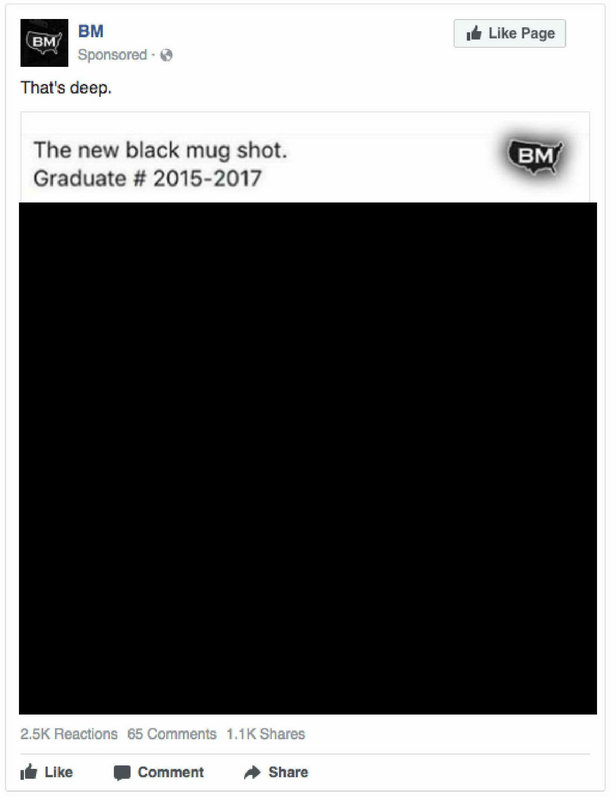 BM
BM
Sponsored ·
Like Page
That's deep.
The new black mug shot.
Graduate # 2015-2017
BM
2.5K Reactions 65 Comments 1.1K Shares
Like Comment Share